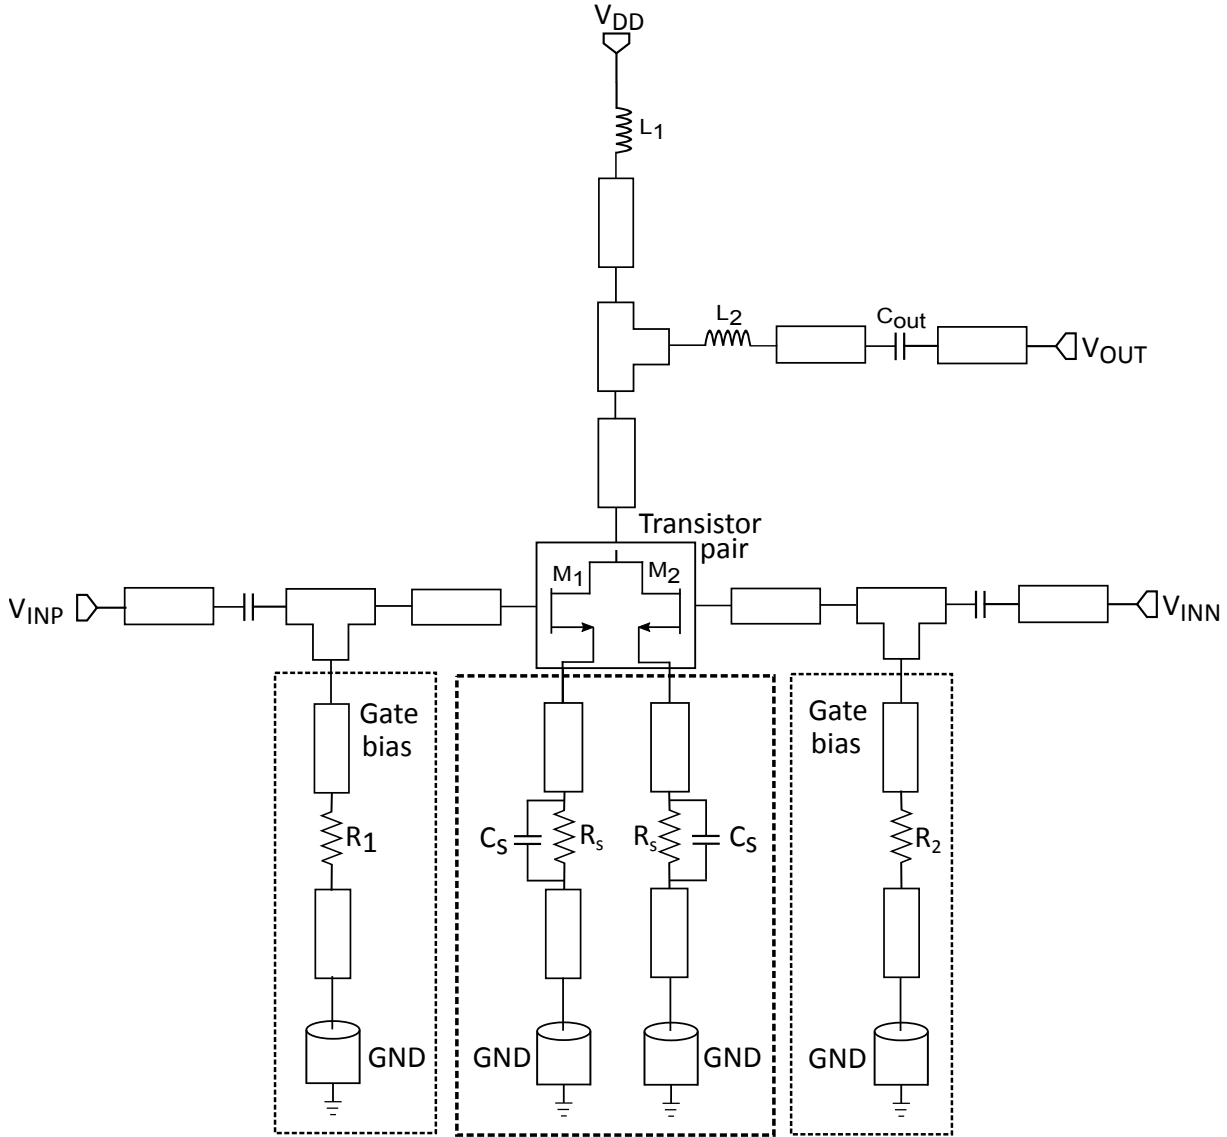 VDD
L1
L2
Cout
VOUT
Transistor
pair
M1
M2
VINP
VINN
Gate
bias
Gate
bias
R1
CS
Rs
Rs
CS
R2
GND
GND
GND
GND